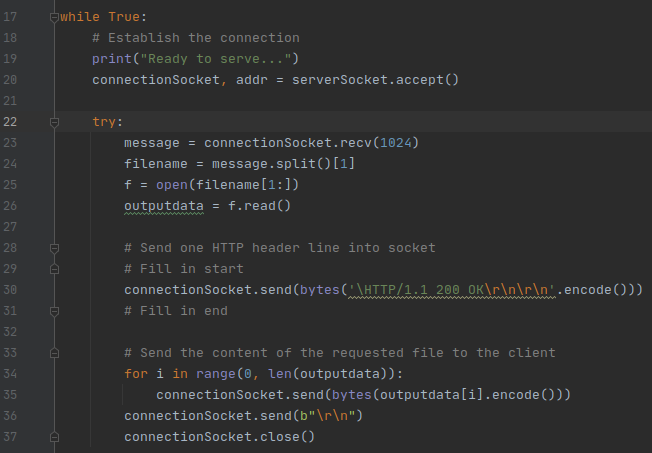 17 while True:
18     # Establish the connection
19     print("Ready to serve...")
20     connectionSocket, addr = serverSocket.accept()
21
22     try:
23         message = connectionSocket.recv(1024)
24         filename = message.split()[1]
25         f = open(filename[1:])
26         outputdata = f.read()
27
28         # Send one HTTP header line into socket
29         # Fill in start
30         connectionSocket.send(bytes('\HTTP/1.1 200 OK\r\n\r\n'.encode()))
31         # Fill in end
32
33         # Send the content of the requested file to the client
34         for i in range(0, len(outputdata)):
35             connectionSocket.send(bytes(outputdata[i].encode()))
36         connectionSocket.send(b"\r\n")
37         connectionSocket.close()